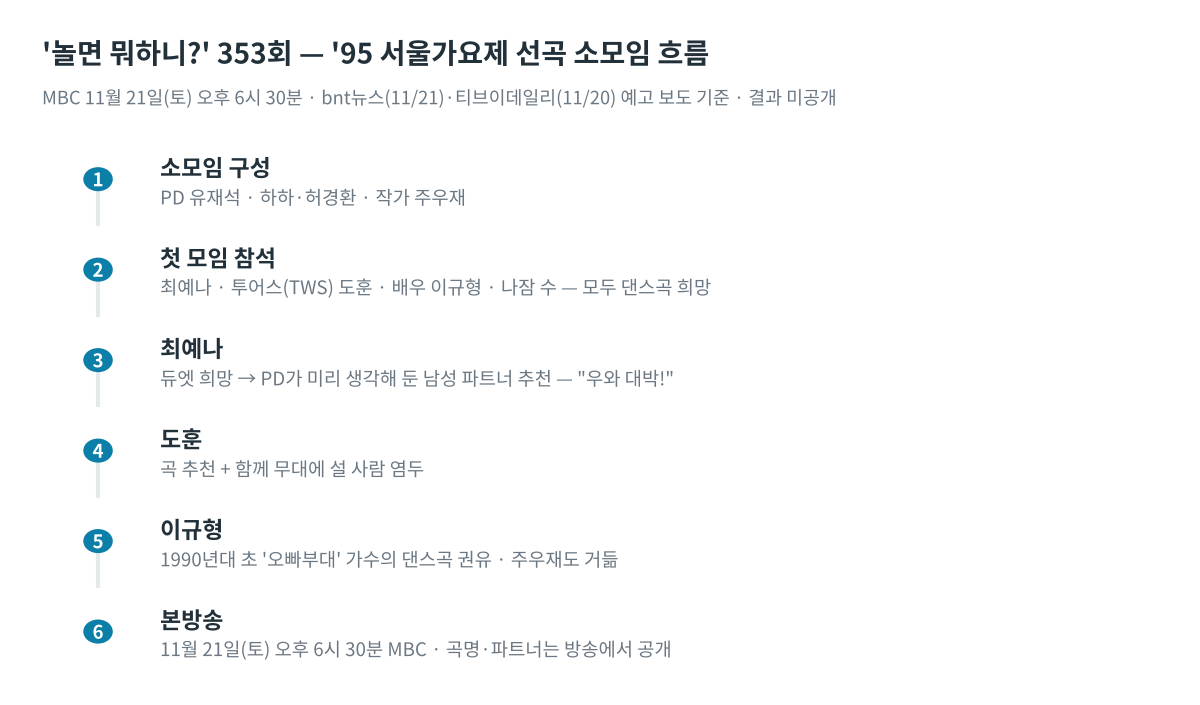 '놀면 뭐하니?' 353회 — '95 서울가요제 선곡 소모임 흐름
MBC 11월 21일(토) 오후 6시 30분 · bnt뉴스(11/21)·티브이데일리(11/20) 예고 보도 기준 · 결과 미공개
1 소모임 구성
PD 유재석 · 하하·허경환 · 작가 주우재
2 첫 모임 참석
최예나 · 투어스(TWS) 도훈 · 배우 이규형 · 나잠 수 — 모두 댄스곡 희망
3 최예나
듀엣 희망 → PD가 미리 생각해 둔 남성 파트너 추천 — "우와 대박!"
4 도훈
곡 추천 + 함께 무대에 설 사람 염두
5 이규형
1990년대 초 '오빠부대' 가수의 댄스곡 권유 · 주우재도 거듦
6 본방송
11월 21일(토) 오후 6시 30분 MBC · 곡명·파트너는 방송에서 공개